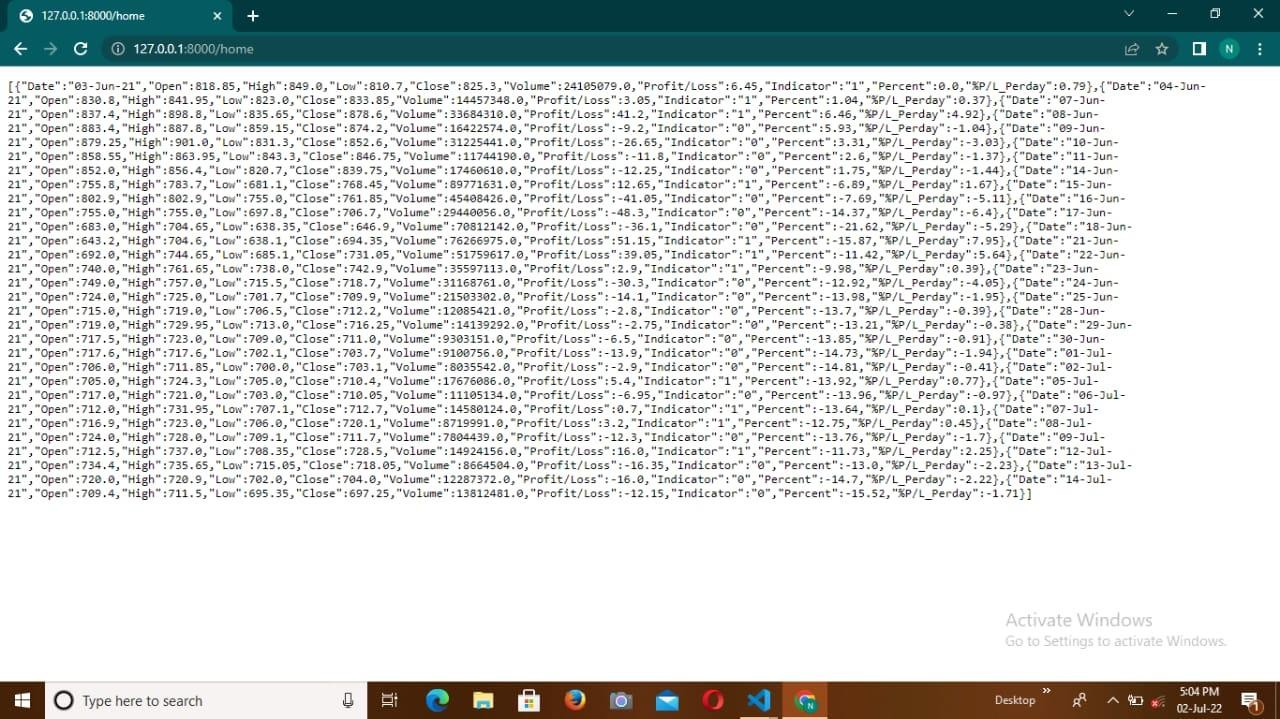 127.0.0.1:8000/home
127.0.0.1:8000/home
N
[{"Date":"03-Jun-21","Open":818.85,"High":849.0,"Low":810.7,"Close":825.3,"Volume":24105079.0,"Profit/Loss":6.45,"Indicator":"1","Percent":0.0,"%P/L_Perday":0.79},{"Date":"04-Jun-
21","Open":830.8,"High":841.95,"Low":823.0,"Close":833.85,"Volume":14457348.0,"Profit/Loss":3.05,"Indicator":"1","Percent":1.04,"%P/L_Perday":0.37},{"Date":"07-Jun-
21","Open":837.4,"High":898.8,"Low":835.65,"Close":878.6,"Volume":33684310.0,"Profit/Loss":41.2,"Indicator":"1","Percent":6.46,"%P/L_Perday":4.92},{"Date":"08-Jun-
21","Open":883.4,"High":887.8,"Low":859.15,"Close":874.2,"Volume":16422574.0,"Profit/Loss":-9.2,"Indicator":"0","Percent":5.93,"%P/L_Perday":-1.04},{"Date":"09-Jun-
21","Open":879.25,"High":901.0,"Low":831.3,"Close":852.6,"Volume":31225441.0,"Profit/Loss":-26.65,"Indicator":"0","Percent":3.31,"%P/L_Perday":-3.03},{"Date":"10-Jun-
21","Open":858.55,"High":863.95,"Low":843.3,"Close":846.75,"Volume":11744190.0,"Profit/Loss":-11.8,"Indicator":"0","Percent":2.6,"%P/L_Perday":-1.37},{"Date":"11-Jun-
21","Open":852.0,"High":856.4,"Low":820.7,"Close":839.75,"Volume":17460610.0,"Profit/Loss":-12.25,"Indicator":"0","Percent":1.75,"%P/L_Perday":-1.44},{"Date":"14-Jun-
21","Open":755.8,"High":783.7,"Low":681.1,"Close":768.45,"Volume":89771631.0,"Profit/Loss":12.65,"Indicator":"1","Percent":-6.89,"%P/L_Perday":1.67},{"Date":"15-Jun-
21","Open":802.9,"High":802.9,"Low":755.0,"Close":761.85,"Volume":45408426.0,"Profit/Loss":-41.05,"Indicator":"0","Percent":-7.69,"%P/L_Perday":-5.11},{"Date":"16-Jun-
21","Open":755.0,"High":755.0,"Low":697.8,"Close":706.7,"Volume":29440056.0,"Profit/Loss":-48.3,"Indicator":"0","Percent":-14.37,"%P/L_Perday":-6.4},{"Date":"17-Jun-
21","Open":683.0,"High":704.65,"Low":638.35,"Close":646.9,"Volume":70812142.0,"Profit/Loss":-36.1,"Indicator":"0","Percent":-21.62,"%P/L_Perday":-5.29},{"Date":"18-Jun-
21","Open":643.2,"High":704.6,"Low":638.1,"Close":694.35,"Volume":76266975.0,"Profit/Loss":51.15,"Indicator":"1","Percent":-15.87,"%P/L_Perday":7.95},{"Date":"21-Jun-
21","Open":692.0,"High":744.65,"Low":685.1,"Close":731.05,"Volume":51759617.0,"Profit/Loss":39.05,"Indicator":"1","Percent":-11.42,"%P/L_Perday":5.64},{"Date":"22-Jun-
21","Open":740.0,"High":761.65,"Low":738.0,"Close":742.9,"Volume":35597113.0,"Profit/Loss":2.9,"Indicator":"1","Percent":-9.98,"%P/L_Perday":0.39},{"Date":"23-Jun-
21","Open":749.0,"High":757.0,"Low":715.5,"Close":718.7,"Volume":31168761.0,"Profit/Loss":-30.3,"Indicator":"0","Percent":-12.92,"%P/L_Perday":-4.05},{"Date":"24-Jun-
21","Open":724.0,"High":725.0,"Low":701.7,"Close":709.9,"Volume":21503302.0,"Profit/Loss":-14.1,"Indicator":"0","Percent":-13.98,"%P/L_Perday":-1.95},{"Date":"25-Jun-
21","Open":715.0,"High":719.0,"Low":706.5,"Close":712.2,"Volume":12085421.0,"Profit/Loss":-2.8,"Indicator":"0","Percent":-13.7,"%P/L_Perday":-0.39},{"Date":"28-Jun-
21","Open":719.0,"High":729.95,"Low":713.0,"Close":716.25,"Volume":14139292.0,"Profit/Loss":-2.75,"Indicator":"0","Percent":-13.21,"%P/L_Perday":-0.38},{"Date":"29-Jun-
21","Open":717.5,"High":723.0,"Low":709.0,"Close":711.0,"Volume":9303151.0,"Profit/Loss":-6.5,"Indicator":"0","Percent":-13.85,"%P/L_Perday":-0.91},{"Date":"30-Jun-
21","Open":717.6,"High":717.6,"Low":702.1,"Close":703.7,"Volume":9100756.0,"Profit/Loss":-13.9,"Indicator":"0","Percent":-14.73,"%P/L_Perday":-1.94},{"Date":"01-Jul-
21","Open":706.0,"High":711.85,"Low":700.0,"Close":703.1,"Volume":8035542.0,"Profit/Loss":-2.9,"Indicator":"0","Percent":-14.81,"%P/L_Perday":-0.41},{"Date":"02-Jul-
21","Open":705.0,"High":724.3,"Low":705.0,"Close":710.4,"Volume":17676086.0,"Profit/Loss":5.4,"Indicator":"1","Percent":-13.92,"%P/L_Perday":0.77},{"Date":"05-Jul-
21","Open":717.0,"High":721.0,"Low":703.0,"Close":710.05,"Volume":11105134.0,"Profit/Loss":-6.95,"Indicator":"0","Percent":-13.96,"%P/L_Perday":-0.97},{"Date":"06-Jul-
21","Open":712.0,"High":731.95,"Low":707.1,"Close":712.7,"Volume":14580124.0,"Profit/Loss":0.7,"Indicator":"1","Percent":-13.64,"%P/L_Perday":0.1},{"Date":"07-Jul-
21","Open":716.9,"High":723.0,"Low":706.0,"Close":720.1,"Volume":8719991.0,"Profit/Loss":3.2,"Indicator":"1","Percent":-12.75,"%P/L_Perday":0.45},{"Date":"08-Jul-
21","Open":724.0,"High":728.0,"Low":709.1,"Close":711.7,"Volume":7804439.0,"Profit/Loss":-12.3,"Indicator":"0","Percent":-13.76,"%P/L_Perday":-1.7},{"Date":"09-Jul-
21","Open":712.5,"High":737.0,"Low":708.35,"Close":728.5,"Volume":14924156.0,"Profit/Loss":16.0,"Indicator":"1","Percent":-11.73,"%P/L_Perday":2.25},{"Date":"12-Jul-
21","Open":734.4,"High":735.65,"Low":715.05,"Close":718.05,"Volume":8664504.0,"Profit/Loss":-16.35,"Indicator":"0","Percent":-13.0,"%P/L_Perday":-2.23},{"Date":"13-Jul-
21","Open":720.0,"High":720.9,"Low":702.0,"Close":704.0,"Volume":12287372.0,"Profit/Loss":-16.0,"Indicator":"0","Percent":-14.7,"%P/L_Perday":-2.22},{"Date":"14-Jul-
21","Open":709.4,"High":711.5,"Low":695.35,"Close":697.25,"Volume":13812481.0,"Profit/Loss":-12.15,"Indicator":"0","Percent":-15.52,"%P/L_Perday":-1.71}]
Activate Windows
Go to Settings to activate Windows.
Type here to search
N
Desktop
5:04 PM
02-Jul-22
1